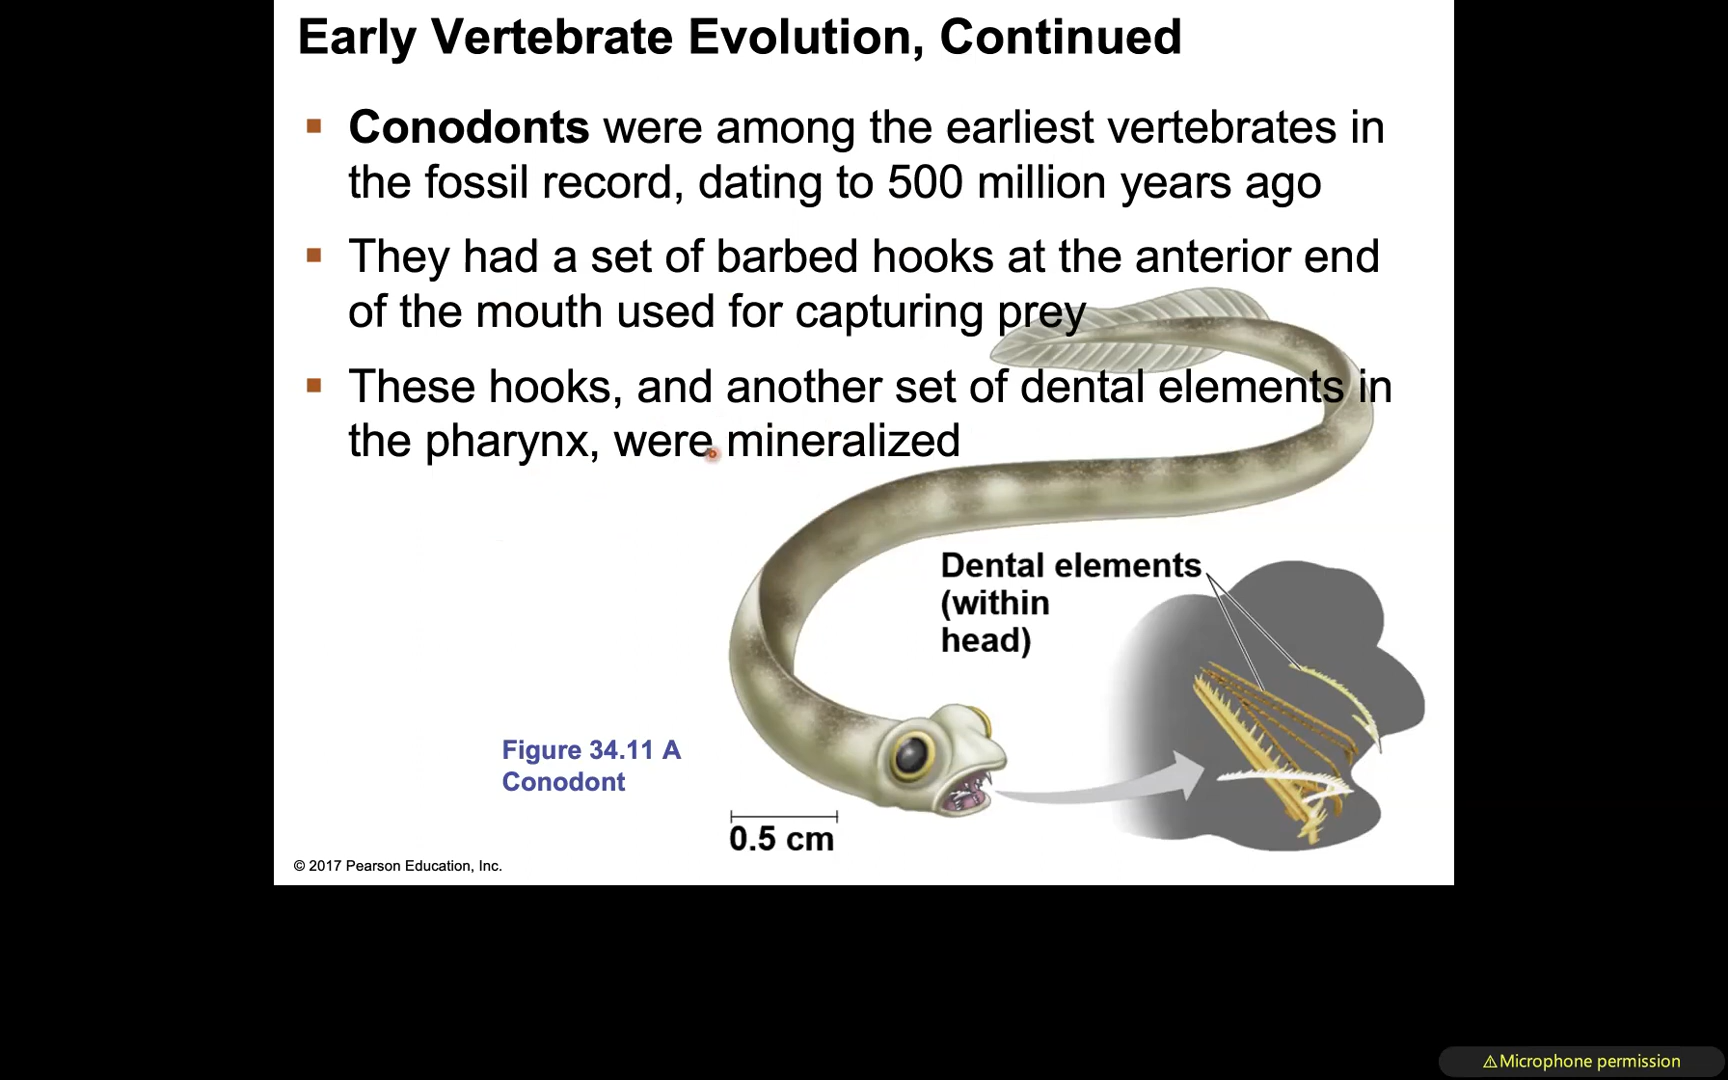 Early Vertebrate Evolution, Continued
Conodonts were among the earliest vertebrates in
the fossil record, dating to 500 million years ago
They had a set of barbed hooks at the anterior end
of the mouth used for capturing prey
These hooks, and another set of dental elements in
the pharynx, were mineralized
Dental elements
(within
head)
Figure 34.11 A
Conodont
0.5 cm
© 2017 Pearson Education, Inc.
⚠Microphone permission